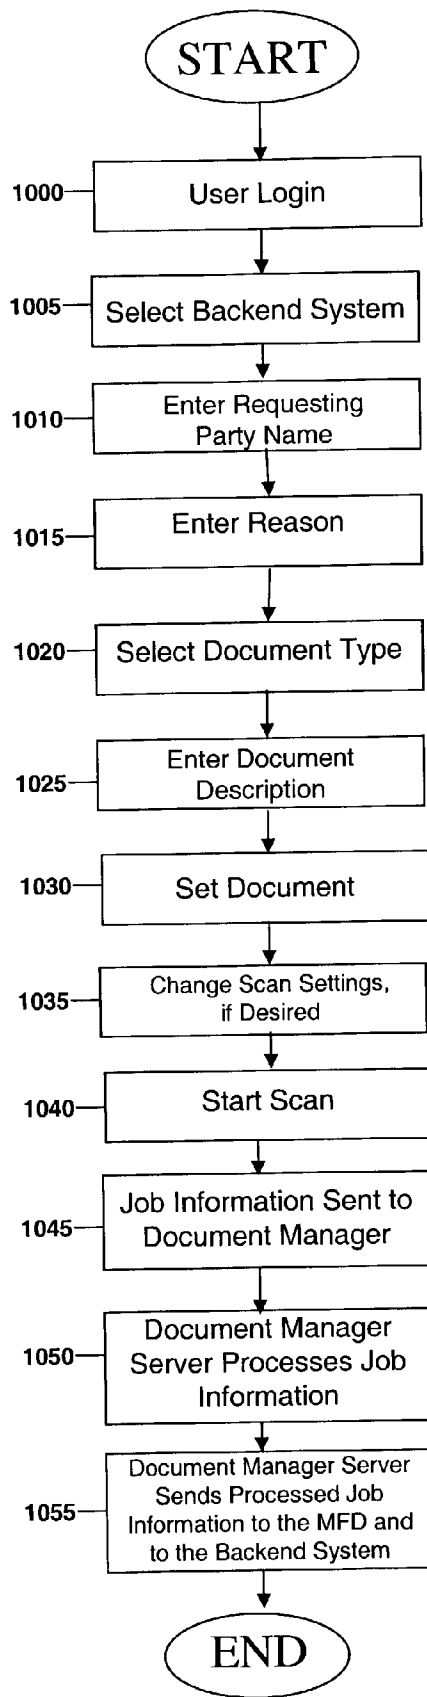 START
1000 User Login
1005 Select Backend System
1010 Enter Requesting
Party Name
1015 Enter Reason
1020 Select Document Type
1025 Enter Document
Description
1030 Set Document
1035 Change Scan Settings,
if Desired
1040 Start Scan
1045 Job Information Sent to
Document Manager
1050 Document Manager
Server Processes Job
Information
1055 Document Manager Server
Sends Processed Job
Information to the MFD and
to the Backend System
END